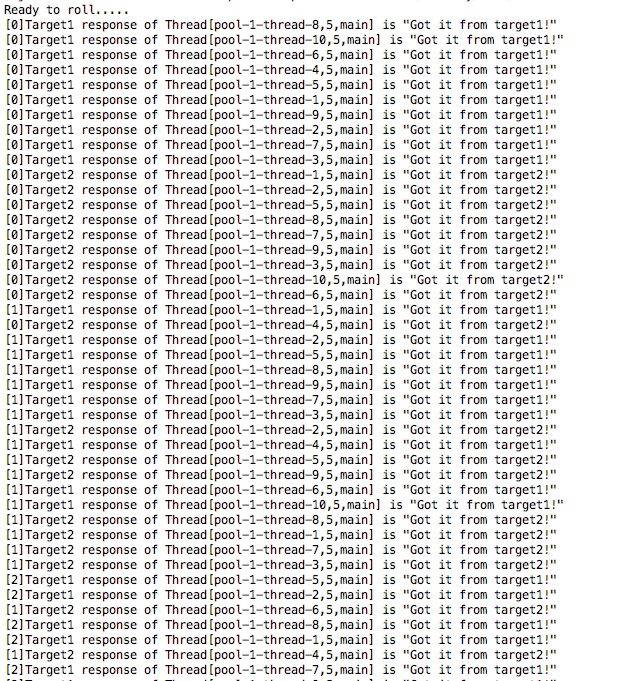 Ready to roll.....
[0]Target1 response of Thread[pool-1-thread-8,5,main] is "Got it from target1!"
[0]Target1 response of Thread[pool-1-thread-10,5,main] is "Got it from target1!"
[0]Target1 response of Thread[pool-1-thread-6,5,main] is "Got it from target1!"
[0]Target1 response of Thread[pool-1-thread-4,5,main] is "Got it from target1!"
[0]Target1 response of Thread[pool-1-thread-5,5,main] is "Got it from target1!"
[0]Target1 response of Thread[pool-1-thread-1,5,main] is "Got it from target1!"
[0]Target1 response of Thread[pool-1-thread-9,5,main] is "Got it from target1!"
[0]Target1 response of Thread[pool-1-thread-2,5,main] is "Got it from target1!"
[0]Target1 response of Thread[pool-1-thread-7,5,main] is "Got it from target1!"
[0]Target1 response of Thread[pool-1-thread-3,5,main] is "Got it from target1!"
[0]Target2 response of Thread[pool-1-thread-1,5,main] is "Got it from target2!"
[0]Target2 response of Thread[pool-1-thread-2,5,main] is "Got it from target2!"
[0]Target2 response of Thread[pool-1-thread-5,5,main] is "Got it from target2!"
[0]Target2 response of Thread[pool-1-thread-8,5,main] is "Got it from target2!"
[0]Target2 response of Thread[pool-1-thread-7,5,main] is "Got it from target2!"
[0]Target2 response of Thread[pool-1-thread-9,5,main] is "Got it from target2!"
[0]Target2 response of Thread[pool-1-thread-3,5,main] is "Got it from target2!"
[0]Target2 response of Thread[pool-1-thread-10,5,main] is "Got it from target2!"
[0]Target2 response of Thread[pool-1-thread-6,5,main] is "Got it from target2!"
[1]Target1 response of Thread[pool-1-thread-1,5,main] is "Got it from target1!"
[0]Target2 response of Thread[pool-1-thread-4,5,main] is "Got it from target2!"
[1]Target1 response of Thread[pool-1-thread-2,5,main] is "Got it from target1!"
[1]Target1 response of Thread[pool-1-thread-5,5,main] is "Got it from target1!"
[1]Target1 response of Thread[pool-1-thread-8,5,main] is "Got it from target1!"
[1]Target1 response of Thread[pool-1-thread-9,5,main] is "Got it from target1!"
[1]Target1 response of Thread[pool-1-thread-7,5,main] is "Got it from target1!"
[1]Target1 response of Thread[pool-1-thread-3,5,main] is "Got it from target1!"
[1]Target2 response of Thread[pool-1-thread-2,5,main] is "Got it from target2!"
[1]Target1 response of Thread[pool-1-thread-4,5,main] is "Got it from target1!"
[1]Target2 response of Thread[pool-1-thread-5,5,main] is "Got it from target2!"
[1]Target2 response of Thread[pool-1-thread-9,5,main] is "Got it from target2!"
[1]Target1 response of Thread[pool-1-thread-6,5,main] is "Got it from target1!"
[1]Target1 response of Thread[pool-1-thread-10,5,main] is "Got it from target1!"
[1]Target2 response of Thread[pool-1-thread-8,5,main] is "Got it from target2!"
[1]Target2 response of Thread[pool-1-thread-1,5,main] is "Got it from target2!"
[1]Target2 response of Thread[pool-1-thread-7,5,main] is "Got it from target2!"
[1]Target2 response of Thread[pool-1-thread-3,5,main] is "Got it from target2!"
[2]Target1 response of Thread[pool-1-thread-5,5,main] is "Got it from target1!"
[2]Target1 response of Thread[pool-1-thread-2,5,main] is "Got it from target1!"
[1]Target2 response of Thread[pool-1-thread-6,5,main] is "Got it from target2!"
[2]Target1 response of Thread[pool-1-thread-8,5,main] is "Got it from target1!"
[2]Target1 response of Thread[pool-1-thread-1,5,main] is "Got it from target1!"
[1]Target2 response of Thread[pool-1-thread-4,5,main] is "Got it from target2!"
[2]Target1 response of Thread[pool-1-thread-7,5,main] is "Got it from target1!"